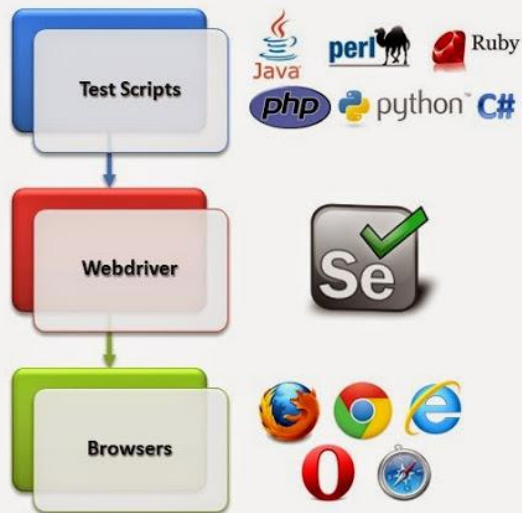 Test Scripts
Java
perl
Ruby
php
python
C#
Webdriver
Se
Browsers